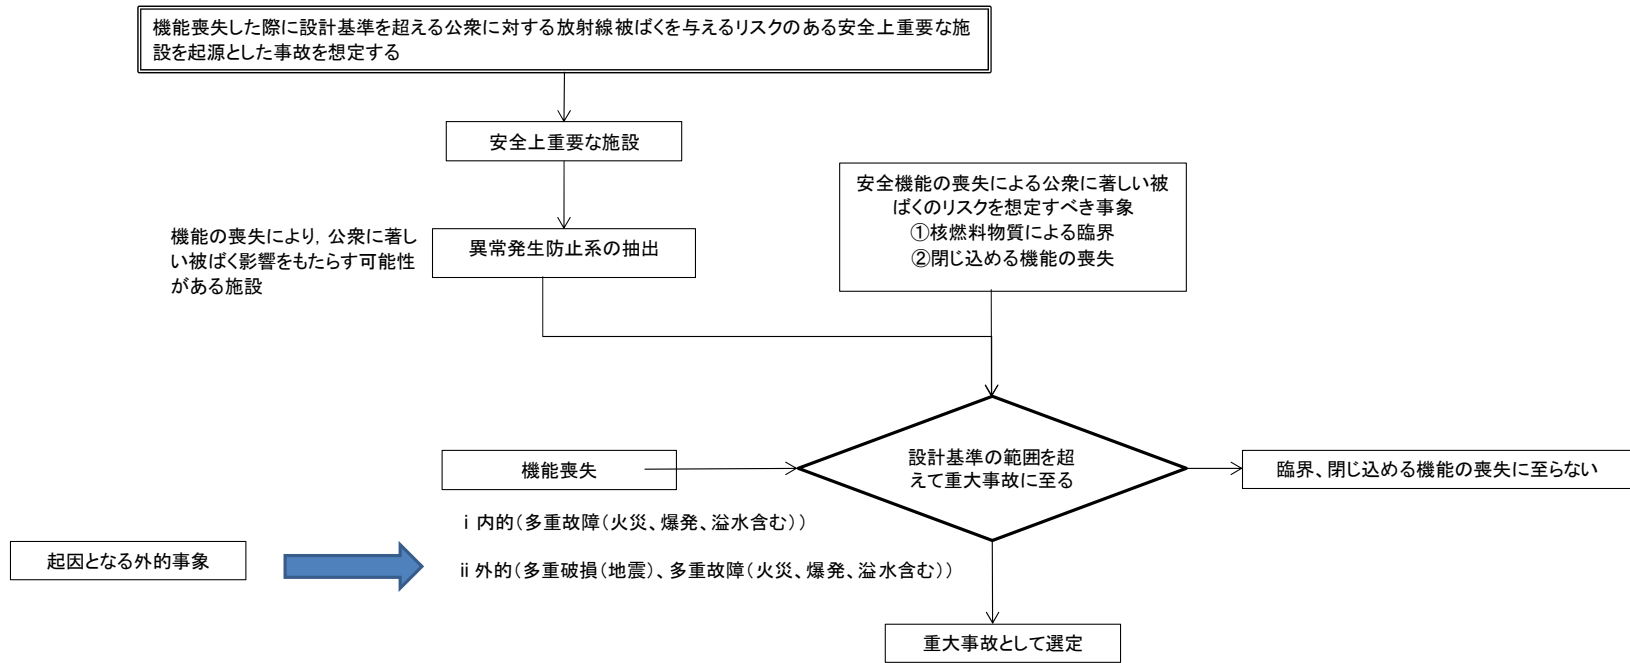 機能喪失した際に設計基準を超える公衆に対する放射線被ばくを与えるリスクのある安全上重要な施
設を起源とした事故を想定する
安全上重要な施設
安全機能の喪失による公衆に著しい被
ばくのリスクを想定すべき事象
①核燃料物質による臨界
②閉じ込める機能の喪失
機能の喪失により，公衆に著し
い被ばく影響をもたらす可能性
がある施設
異常発生防止系の抽出
機能喪失
設計基準の範囲を超
えて重大事故に至る
臨界、閉じ込める機能の喪失に至らない
ⅰ 内的（多重故障（火災、爆発、溢水含む））
起因となる外的事象
ⅱ 外的（多重破損（地震）、多重故障（火災、爆発、溢水含む））
重大事故として選定